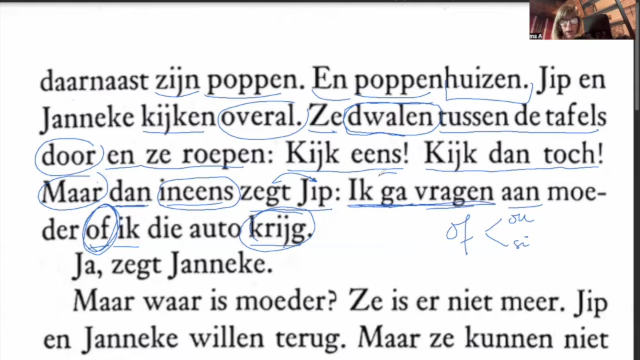 daarnaast zijn poppen. En poppenhuizen. Jip en
Janneke kijken overal. Ze dwalen tussen de tafels
door en ze roepen: Kijk eens! Kijk dan toch!
Maar dan ineens zegt Jip: Ik ga vragen aan moe-
der of ik die auto krijg.
of < ou
si
Ja, zegt Janneke.
Maar waar is moeder? Ze is er niet meer. Jip
en Janneke willen terug. Maar ze kunnen niet